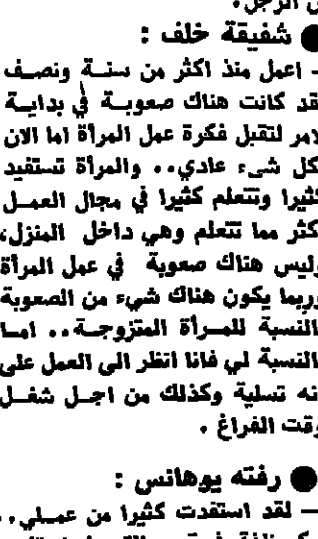 ن الرجل.
● شفيقة خلف :
- اعمل منذ اكثر من سنة ونصف
قد كانت هناك صعوبة في بداية
لامر لتقبل فكرة عمل المرأة اما الان
كل شيء عادي.. والمرأة تستفيد
كثيرا وتتعلم كثيرا في مجال العمل
كثر مما تتعلم وهي داخل المنزل،
وليس هناك صعوية في عمل المرأة
وربما يكون هناك شيء من الصعوبة
النسبة للمرأة المتزوجة.. اما
النسبة لي فانا انظر الى العمل على
نه تسلية وكذلك من اجل شغل
وقت الفراغ .
● رفته يوهانس :
— لقد استفدت كثيرا من عملي..